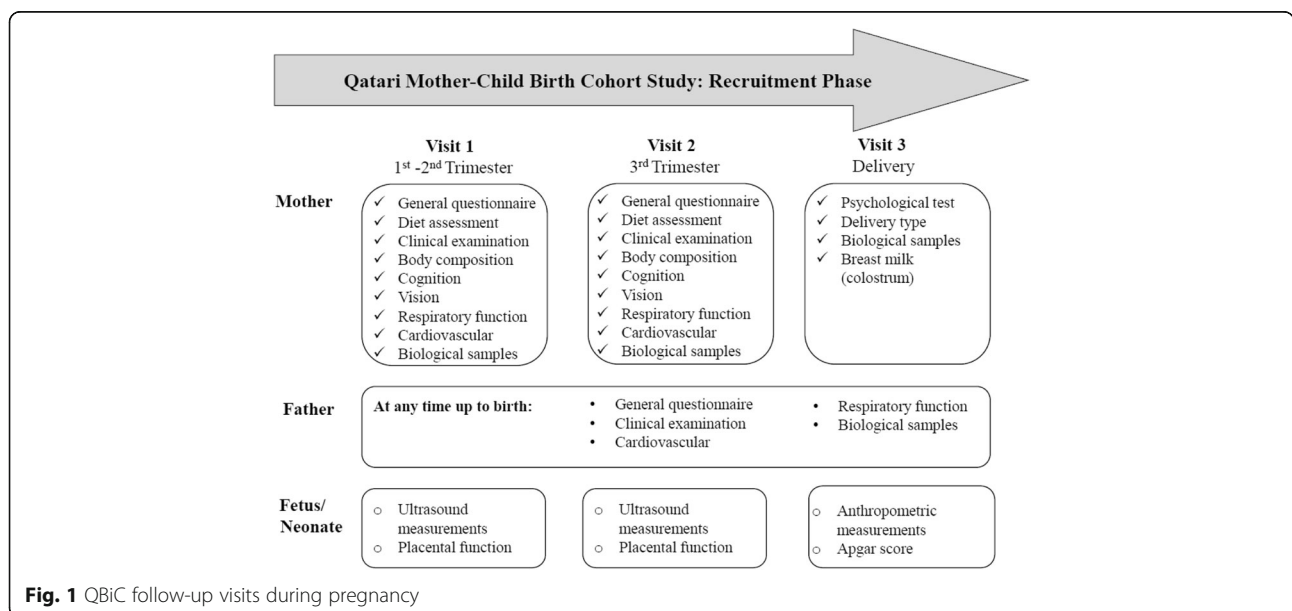 Qatari Mother-Child Birth Cohort Study: Recruitment Phase
Visit 1
1st -2nd Trimester
Visit 2
3rd Trimester
Visit 3
Delivery
Mother
✓ General questionnaire
✓ Diet assessment
✓ Clinical examination
✓ Body composition
✓ Cognition
✓ Vision
✓ Respiratory function
✓ Cardiovascular
✓ Biological samples
✓ General questionnaire
✓ Diet assessment
✓ Clinical examination
✓ Body composition
✓ Cognition
✓ Vision
✓ Respiratory function
✓ Cardiovascular
✓ Biological samples
✓ Psychological test
✓ Delivery type
✓ Biological samples
✓ Breast milk
(colostrum)
Father
At any time up to birth:
• General questionnaire
• Clinical examination
• Cardiovascular
• Respiratory function
• Biological samples
Fetus/
Neonate
○ Ultrasound
measurements
○ Placental function
○ Ultrasound
measurements
○ Placental function
○ Anthropometric
measurements
○ Apgar score
Fig. 1 QBiC follow-up visits during pregnancy